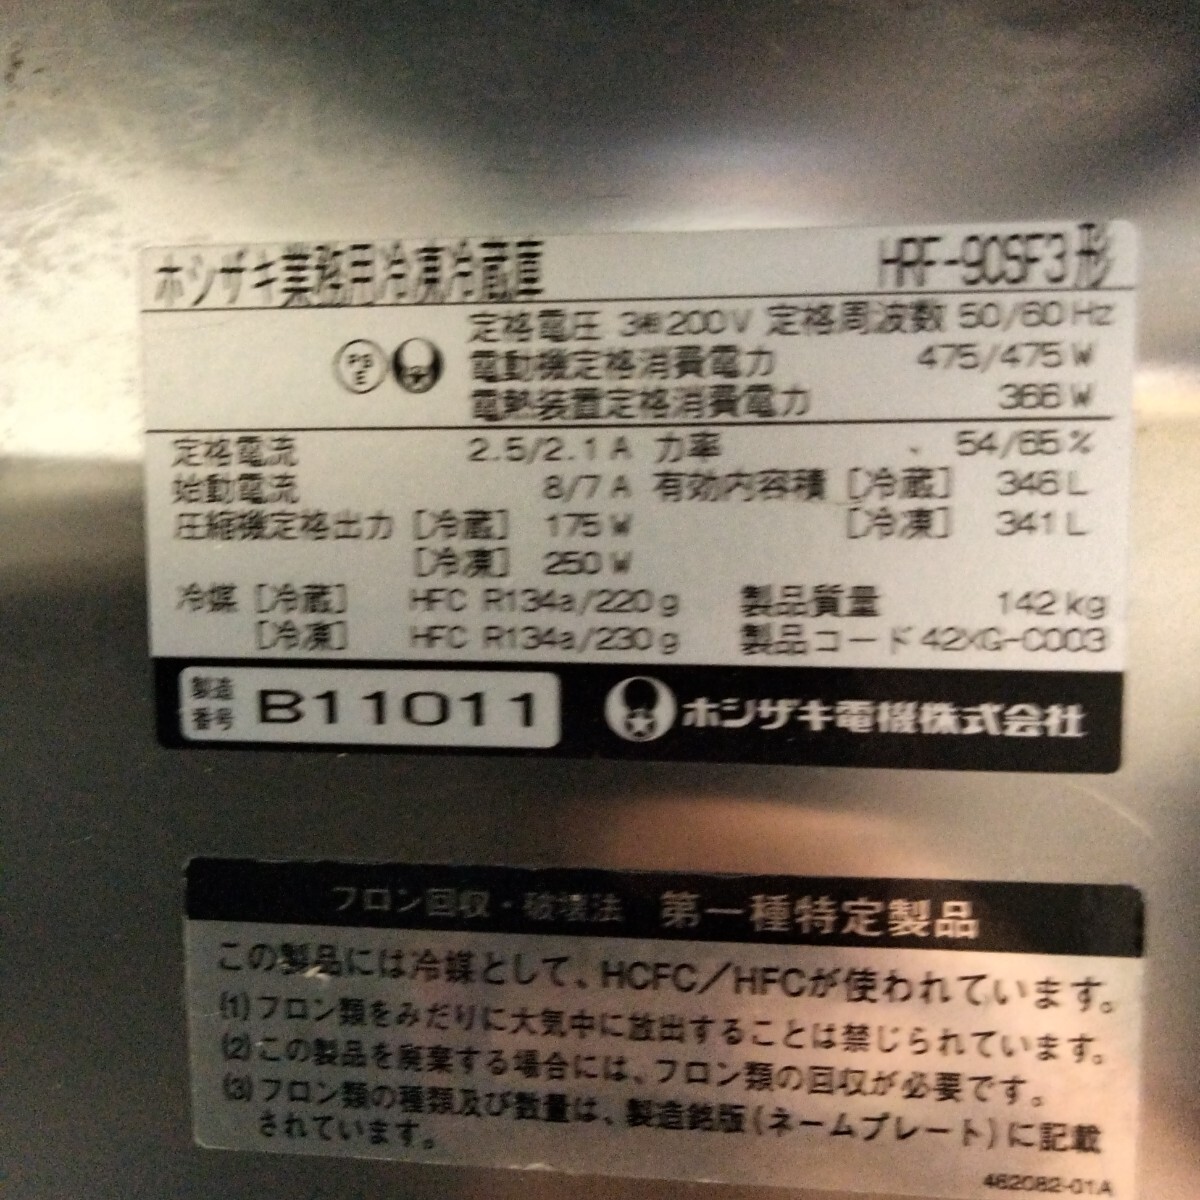 ホシザキ業務用冷凍冷蔵庫 HRF-90SF3形
定格電圧 3相200V 定格周波数 50/60Hz
PSE 電動機定格消費電力 475/475W
電熱装置定格消費電力 366W
定格電流 2.5/2.1A 力率 54/65%
始動電流 8/7A 有効内容積 [冷蔵] 346L
圧縮機定格出力 [冷蔵] 175W [冷凍] 341L
[冷凍] 250W
冷媒 [冷蔵] HFC R134a/220g 製品質量 142kg
[冷凍] HFC R134a/230g 製品コード 42XG-C003
製造番号 B11011 ホシザキ電機株式会社
フロン回収・破壊法 第一種特定製品
この製品には冷媒として、HCFC/HFCが使われています。
(1)フロン類をみだりに大気中に放出することは禁じられています。
(2)この製品を廃棄する場合には、フロン類の回収が必要です。
(3)フロン類の種類及び数量は、製造銘版(ネームプレート)に記載
されています。
462082-01A